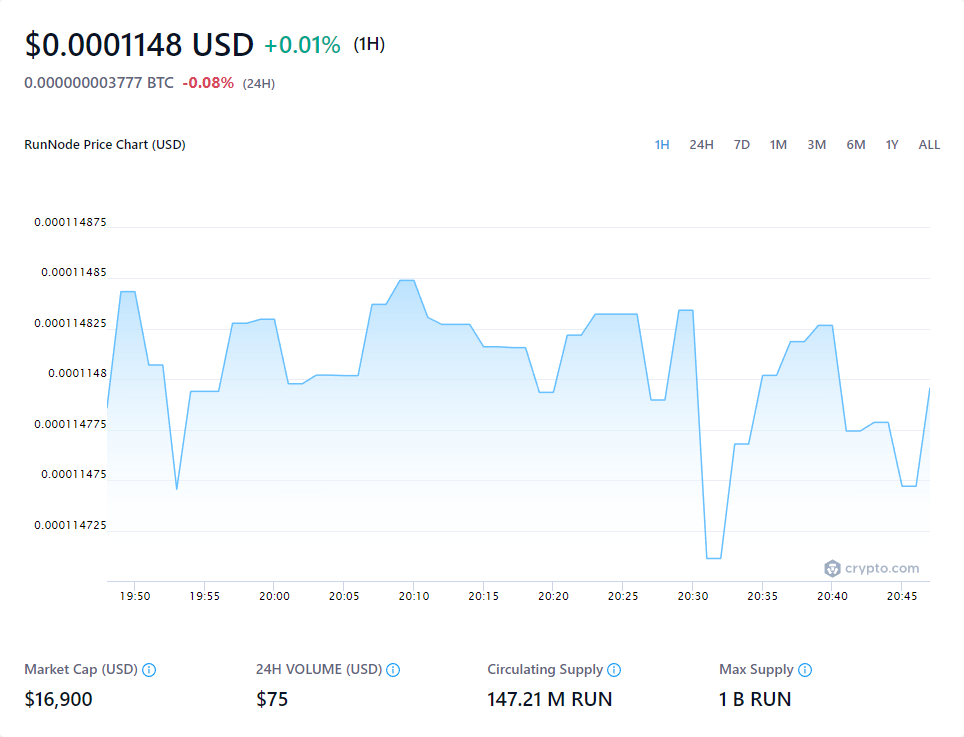 $0.0001148 USD +0.01% (1H)
0.000000003777 BTC -0.08% (24H)
RunNode Price Chart (USD)
1H 24H 7D 1M 3M 6M 1Y ALL
0.000114875
0.00011485
0.000114825
0.0001148
0.000114775
0.00011475
0.000114725
crypto.com
19:50 19:55 20:00 20:05 20:10 20:15 20:20 20:25 20:30 20:35 20:40 20:45
Market Cap (USD) 24H VOLUME (USD) Circulating Supply Max Supply
$16,900 $75 147.21 M RUN 1 B RUN